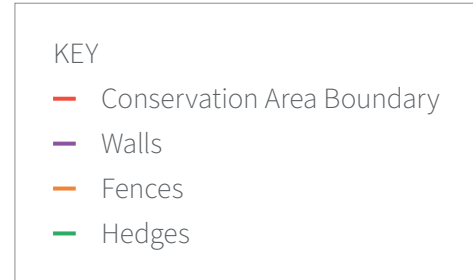 KEY
Conservation Area Boundary
Walls
Fences
Hedges